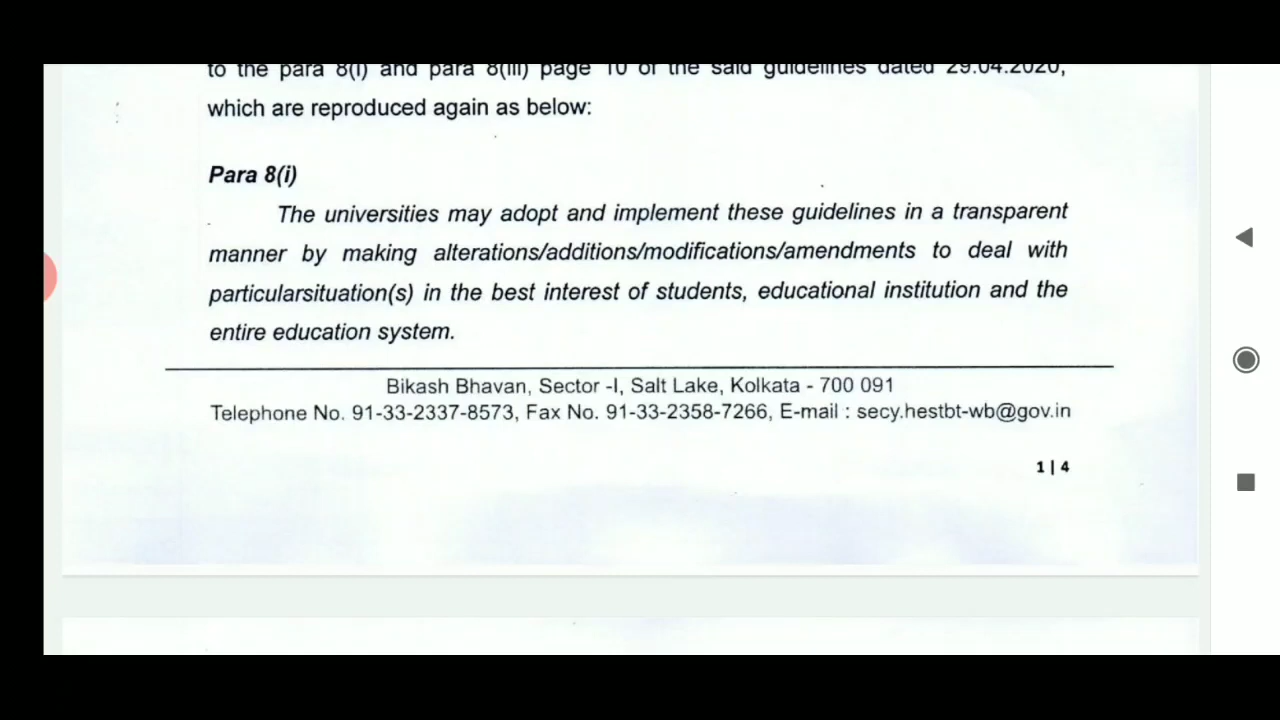 to the para 8(i) and para 8(iii) page 10 of the said guidelines dated 29.04.2020,
which are reproduced again as below:
Para 8(i)
The universities may adopt and implement these guidelines in a transparent
manner by making alterations/additions/modifications/amendments to deal with
particularsituation(s) in the best interest of students, educational institution and the
entire education system.
Bikash Bhavan, Sector -I, Salt Lake, Kolkata - 700 091
Telephone No. 91-33-2337-8573, Fax No. 91-33-2358-7266, E-mail : secy.hestbt-wb@gov.in
1 | 4